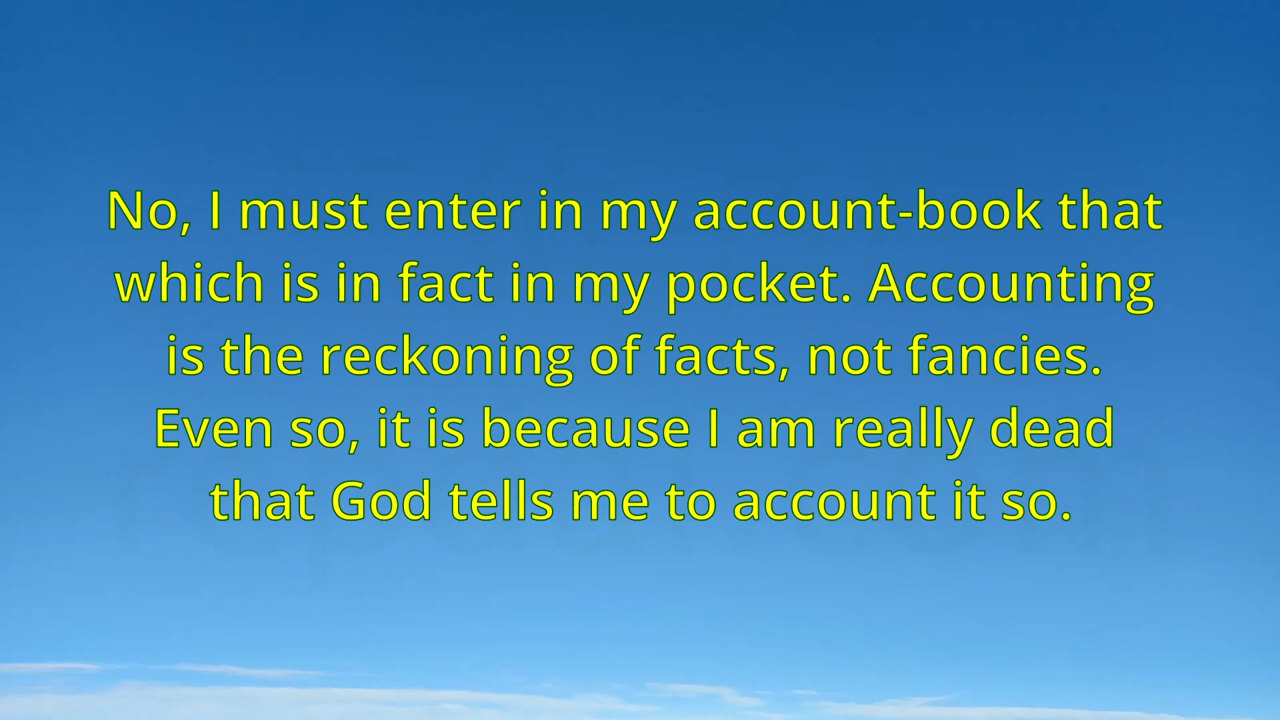 No, I must enter in my account-book that
which is in fact in my pocket. Accounting
is the reckoning of facts, not fancies.
Even so, it is because I am really dead
that God tells me to account it so.